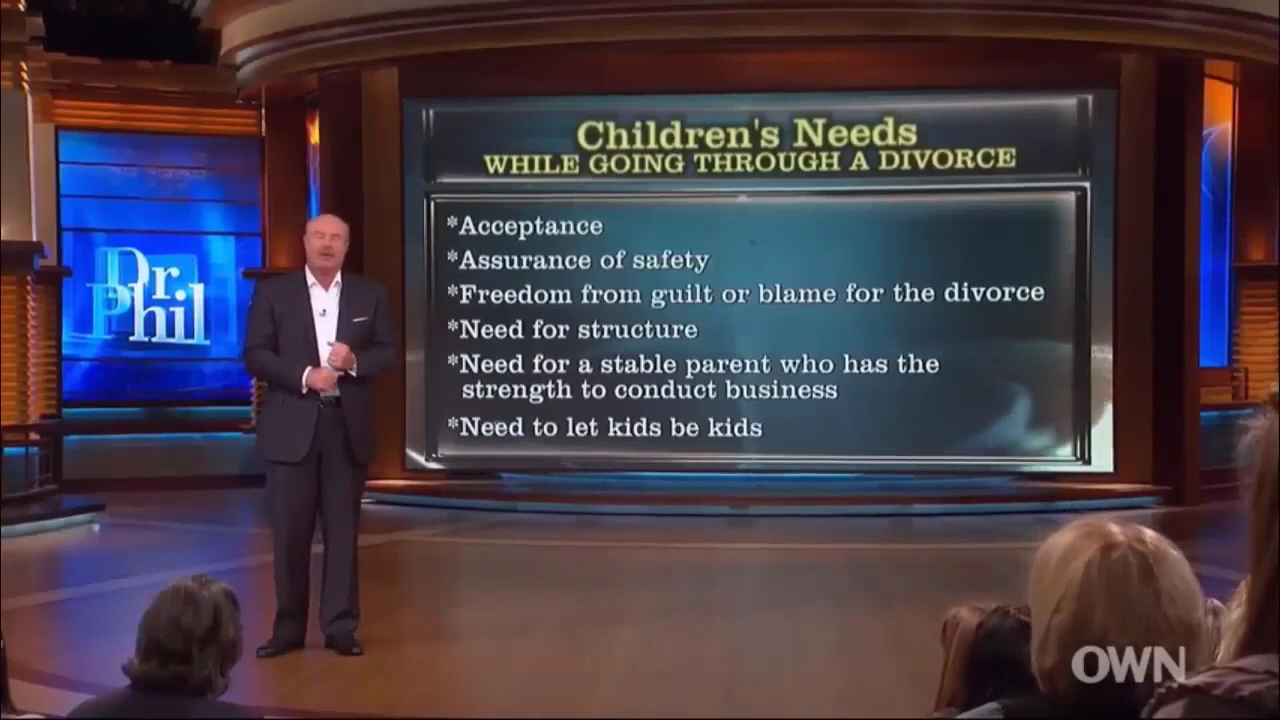 Dr.
Phil
Children's Needs
WHILE GOING THROUGH A DIVORCE
*Acceptance
*Assurance of safety
*Freedom from guilt or blame for the divorce
*Need for structure
*Need for a stable parent who has the
strength to conduct business
*Need to let kids be kids
OWN